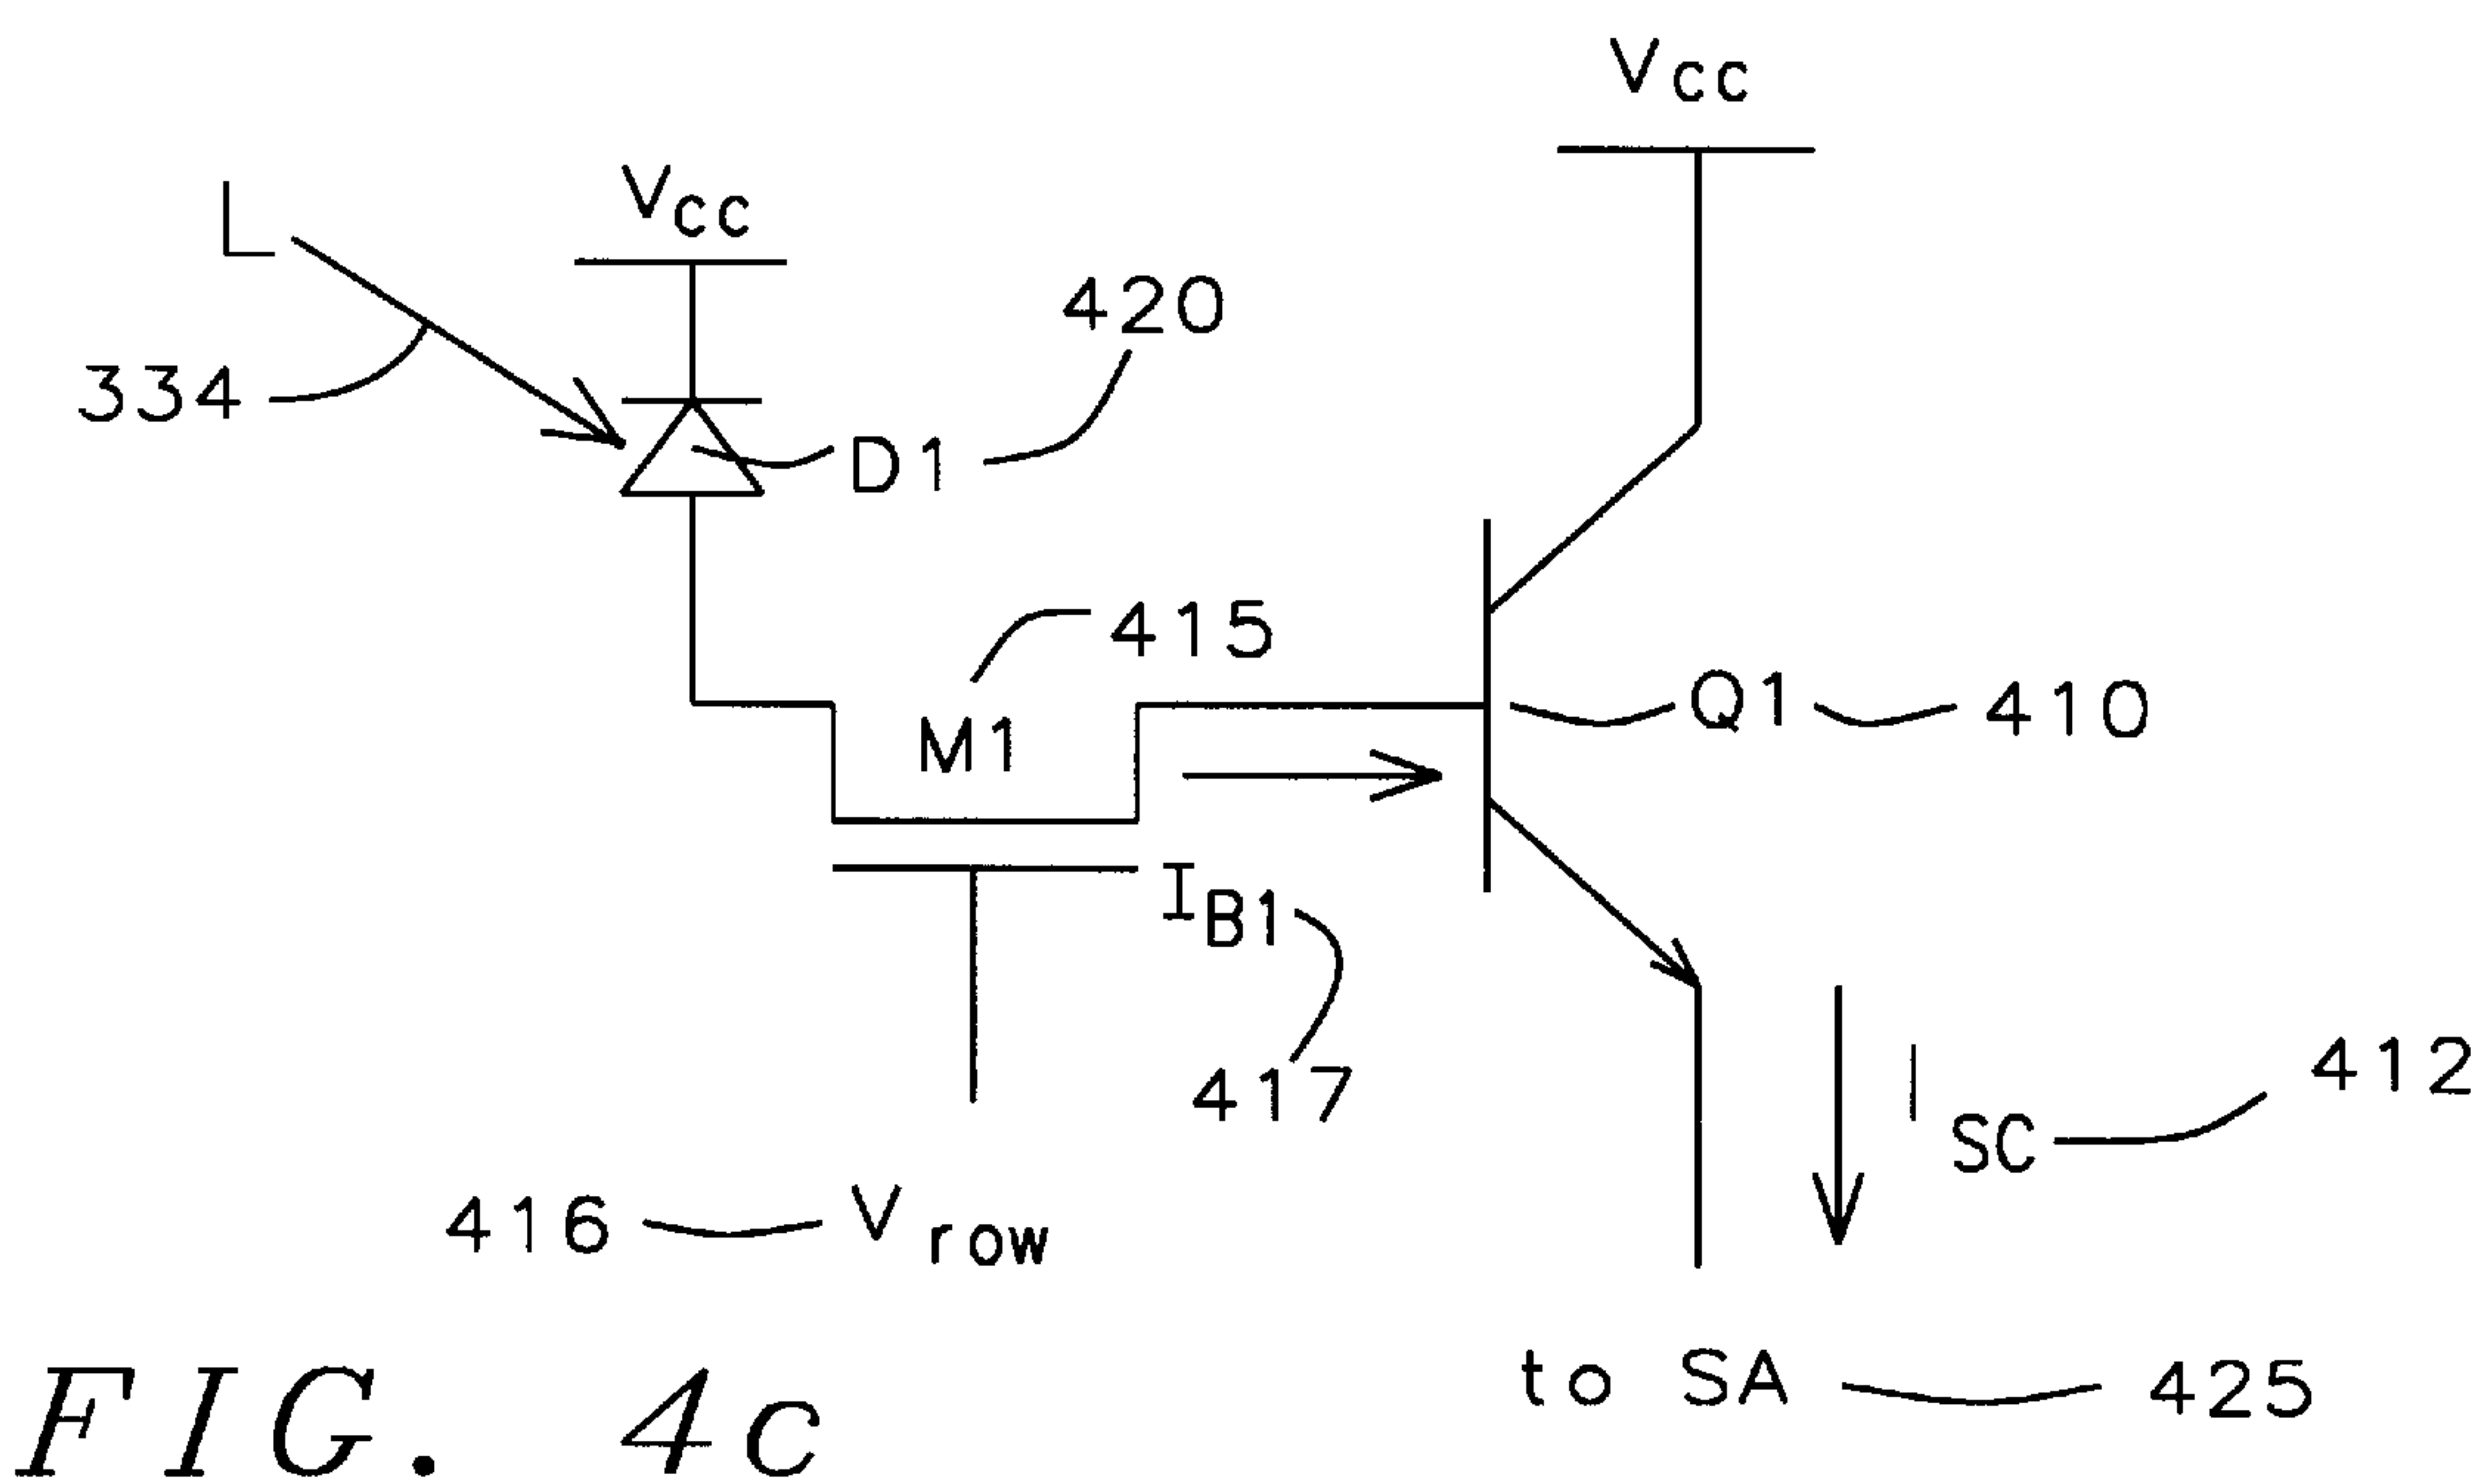 Vcc
Vcc
L
420
334
D1
415
M1
Q1 410
IB1
417
412
ISC
416 Vrow
to SA 425
FIG. 4c